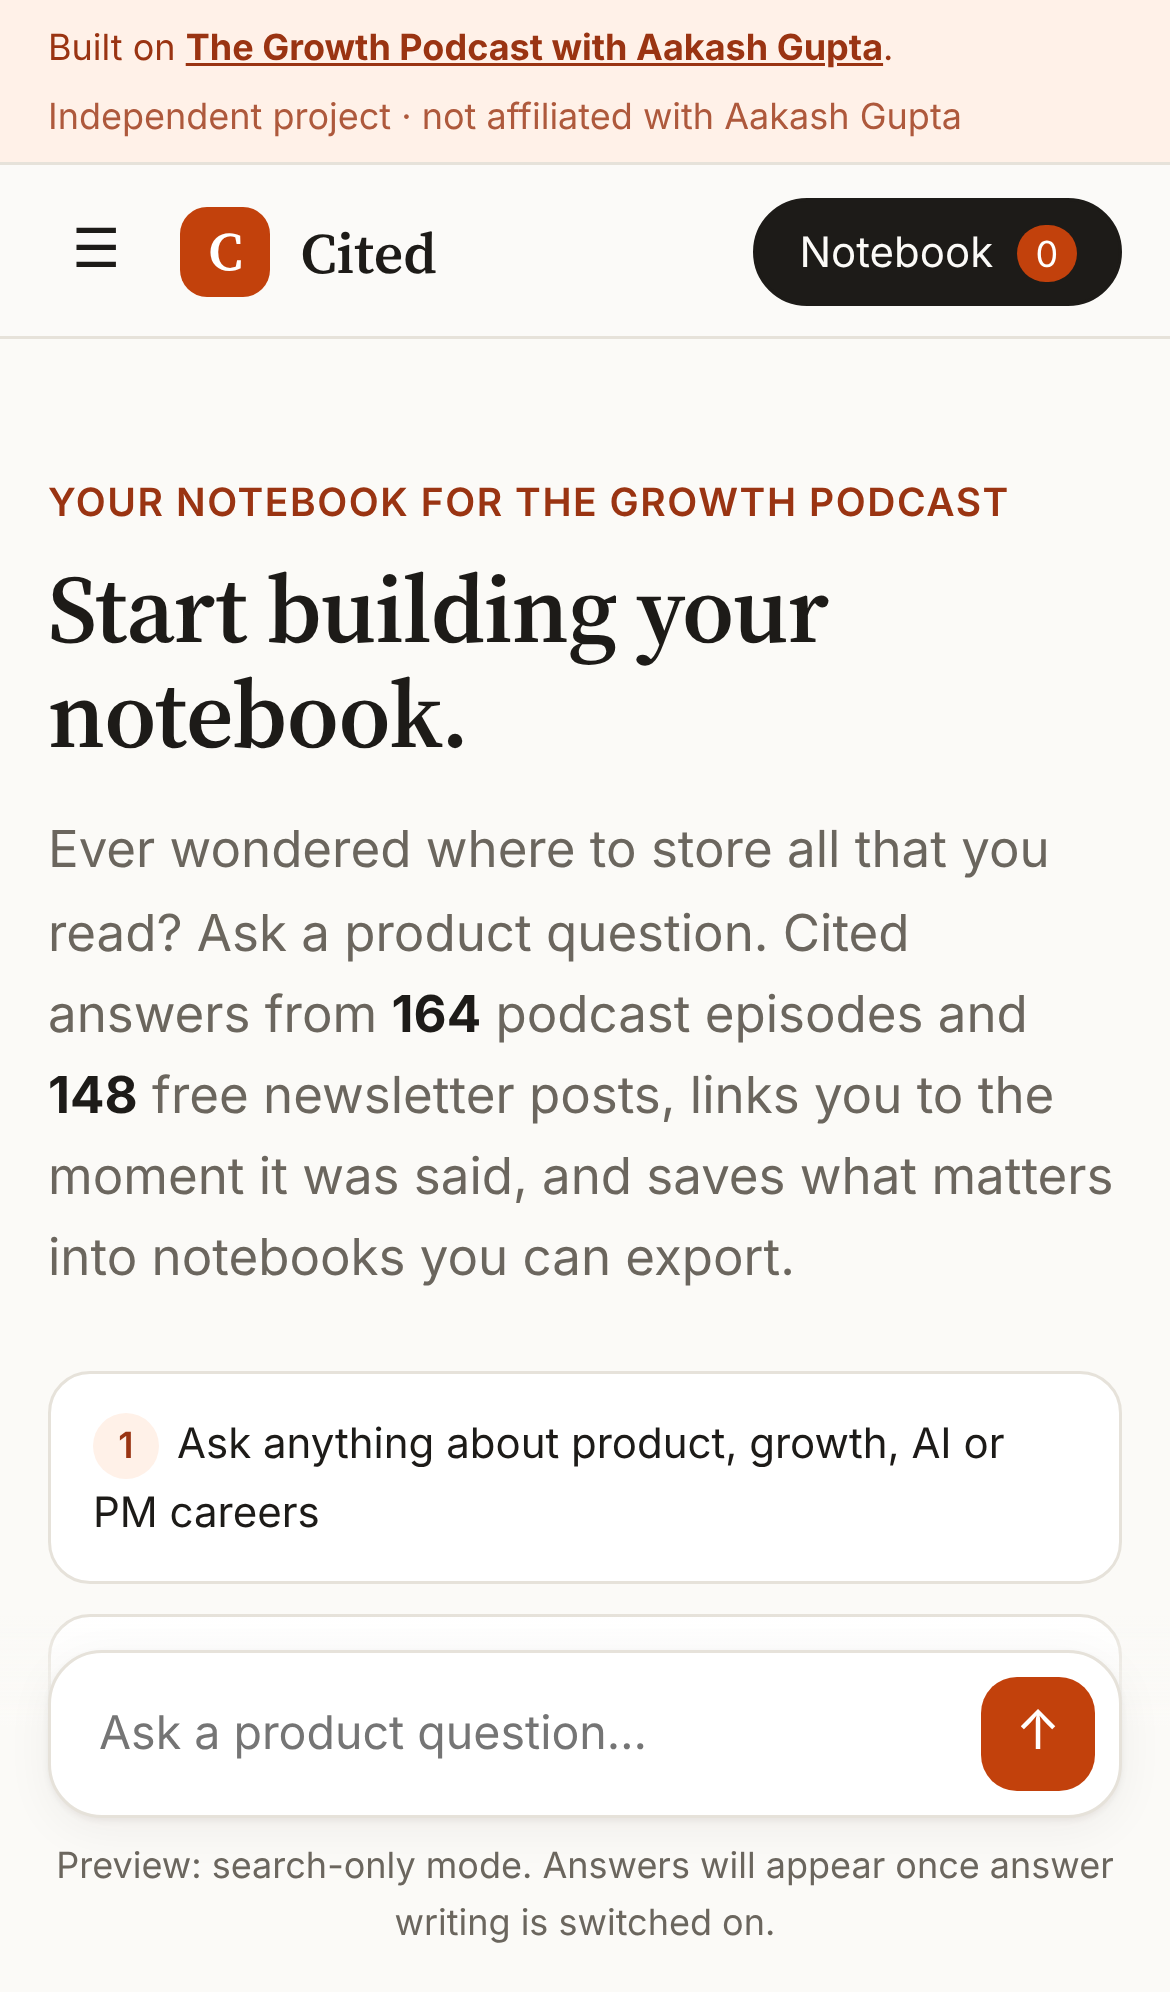 Built on The Growth Podcast with Aakash Gupta.
Independent project · not affiliated with Aakash Gupta
☰ C Cited Notebook 0
YOUR NOTEBOOK FOR THE GROWTH PODCAST
Start building your
notebook.
Ever wondered where to store all that you
read? Ask a product question. Cited
answers from 164 podcast episodes and
148 free newsletter posts, links you to the
moment it was said, and saves what matters
into notebooks you can export.
1 Ask anything about product, growth, AI or
PM careers
Ask a product question...
↑
Preview: search-only mode. Answers will appear once answer
writing is switched on.